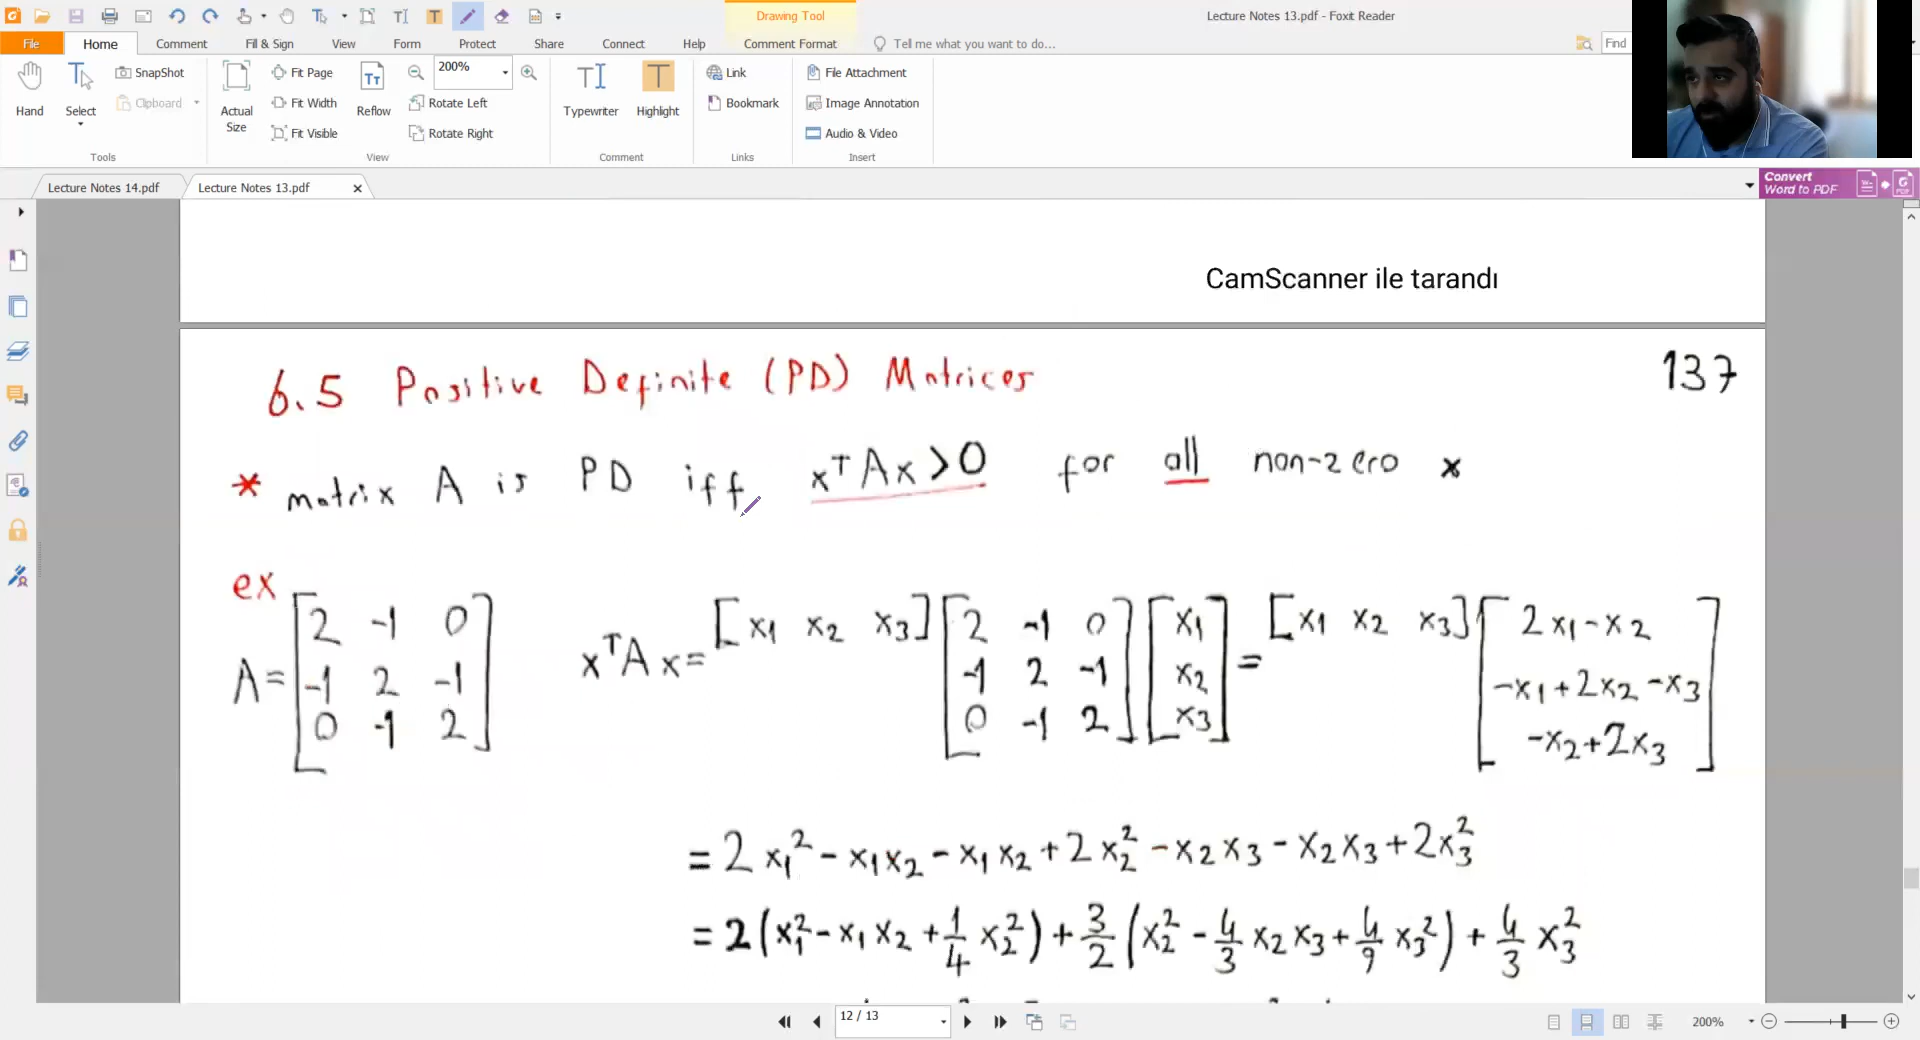 Lecture Notes 13.pdf - Foxit Reader
Drawing Tool
File Home Comment Fill & Sign View Form Protect Share Connect Help Comment Format Tell me what you want to do... Find
Hand Select SnapShot Clipboard
Tools
Actual Size Fit Page Fit Width Fit Visible Reflow 200% Rotate Left Rotate Right
View
Typewriter Highlight
Comment
Link Bookmark
Links
File Attachment Image Annotation Audio & Video
Insert
Lecture Notes 14.pdf Lecture Notes 13.pdf
Convert
Word to PDF
CamScanner ile tarandı
6.5 Positive Definite (PD) Matrices 137
* matrix A is PD iff xᵀAx>0 for all non-zero x
ex
A= [2 -1 0; -1 2 -1; 0 -1 2] xᵀAx= [x₁ x₂ x₃] [2 -1 0; -1 2 -1; 0 -1 2] [x₁; x₂; x₃] = [x₁ x₂ x₃] [2x₁-x₂; -x₁+2x₂-x₃; -x₂+2x₃]
= 2x₁² - x₁x₂ - x₁x₂ + 2x₂² - x₂x₃ - x₂x₃ + 2x₃²
= 2(x₁² - x₁x₂ + 1/4 x₂²) + 3/2 (x₂² - 4/3 x₂x₃ + 4/9 x₃²) + 4/3 x₃²
12 / 13
200%